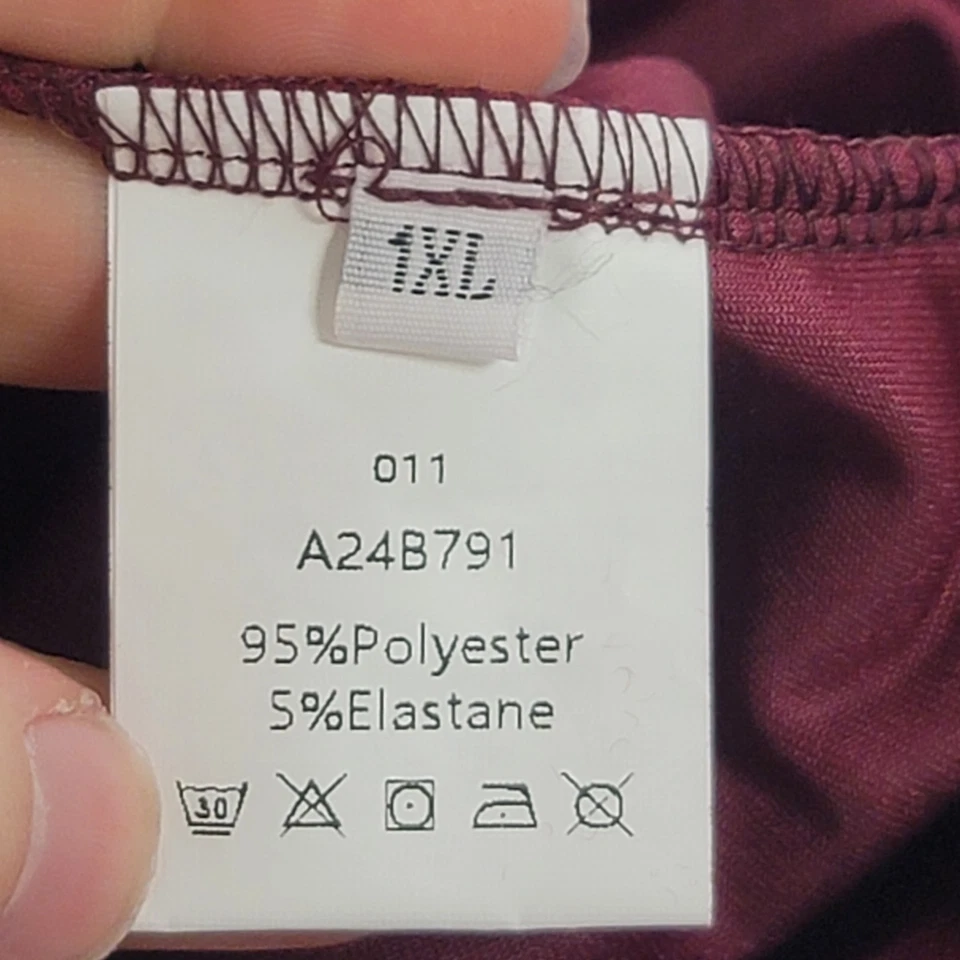 1XL
011
A24B791
95%Polyester
5%Elastane
30